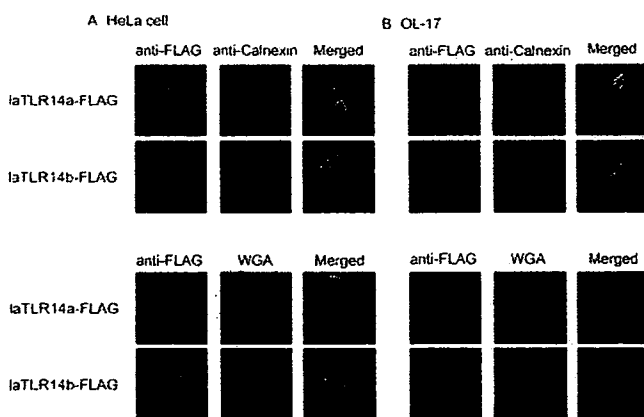 A HeLa cell
B OL-17
anti-FLAG anti-Calnexin Merged
anti-FLAG anti-Calnexin Merged
laTLR14a-FLAG
laTLR14b-FLAG
anti-FLAG WGA Merged
anti-FLAG WGA Merged
laTLR14a-FLAG
laTLR14b-FLAG